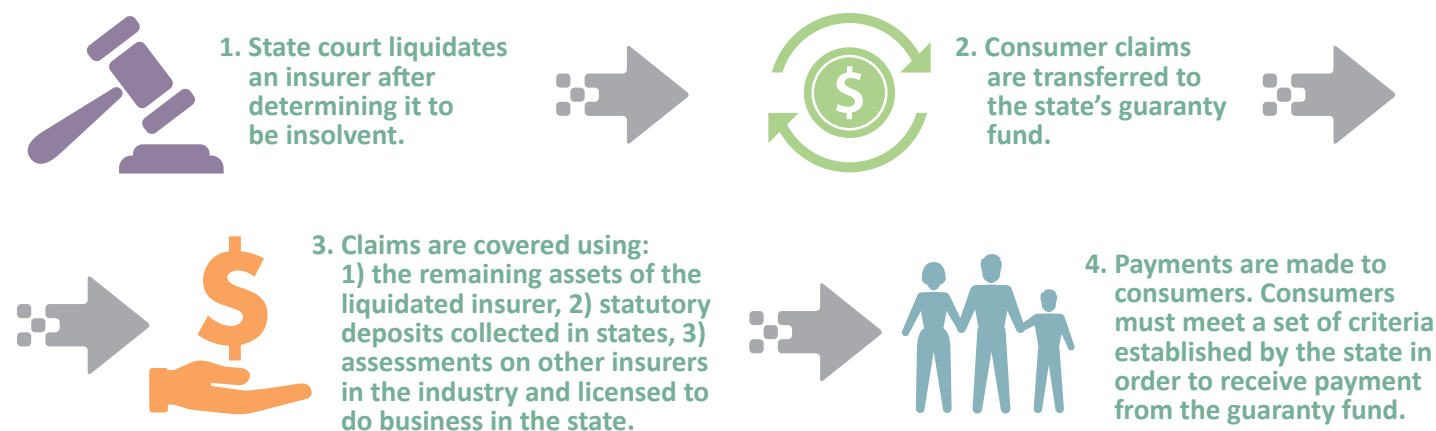 1. State court liquidates
an insurer after
determining it to
be insolvent.
$
2. Consumer claims
are transferred to
the state's guaranty
fund.
$
3. Claims are covered using:
1) the remaining assets of the
liquidated insurer, 2) statutory
deposits collected in states, 3)
assessments on other insurers
in the industry and licensed to
do business in the state.
4. Payments are made to
consumers. Consumers
must meet a set of criteria
established by the state in
order to receive payment
from the guaranty fund.